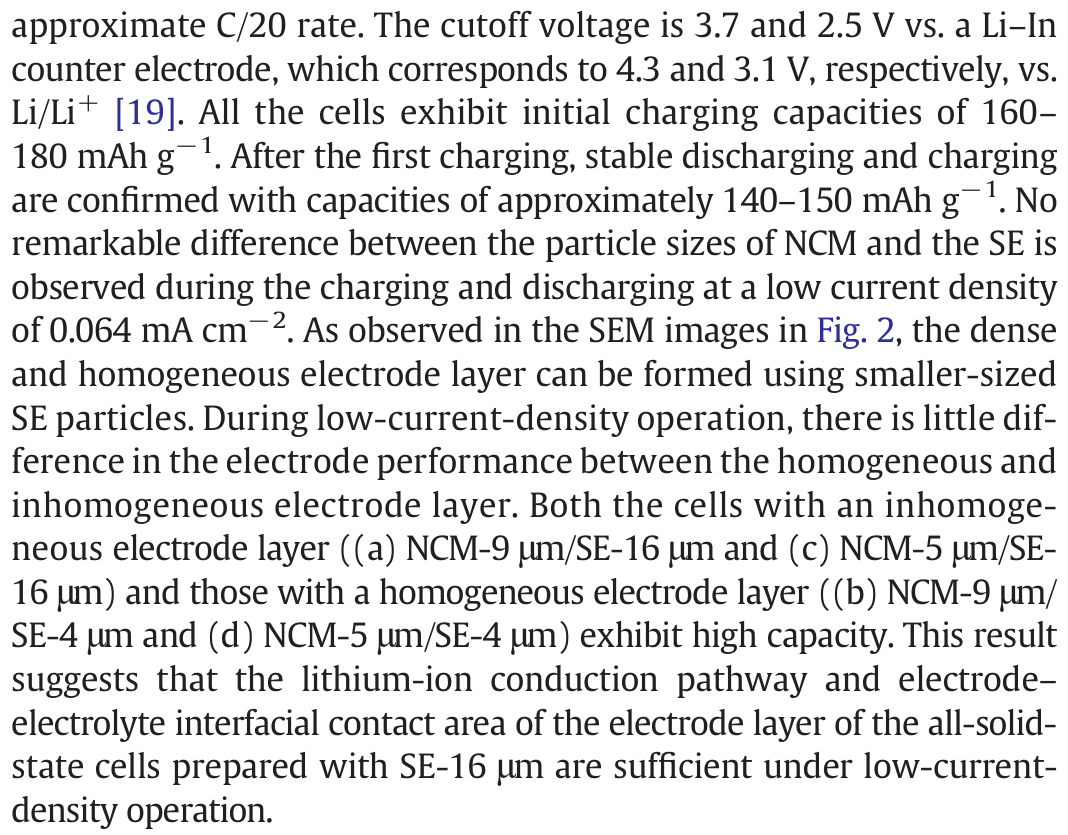 approximate C/20 rate. The cutoff voltage is 3.7 and 2.5 V vs. a Li–In
counter electrode, which corresponds to 4.3 and 3.1 V, respectively, vs.
Li/Li⁺ [19]. All the cells exhibit initial charging capacities of 160–
180 mAh g⁻¹. After the first charging, stable discharging and charging
are confirmed with capacities of approximately 140–150 mAh g⁻¹. No
remarkable difference between the particle sizes of NCM and the SE is
observed during the charging and discharging at a low current density
of 0.064 mA cm⁻². As observed in the SEM images in Fig. 2, the dense
and homogeneous electrode layer can be formed using smaller-sized
SE particles. During low-current-density operation, there is little dif-
ference in the electrode performance between the homogeneous and
inhomogeneous electrode layer. Both the cells with an inhomoge-
neous electrode layer ((a) NCM-9 μm/SE-16 μm and (c) NCM-5 μm/SE-
16 μm) and those with a homogeneous electrode layer ((b) NCM-9 μm/
SE-4 μm and (d) NCM-5 μm/SE-4 μm) exhibit high capacity. This result
suggests that the lithium-ion conduction pathway and electrode–
electrolyte interfacial contact area of the electrode layer of the all-solid-
state cells prepared with SE-16 μm are sufficient under low-current-
density operation.